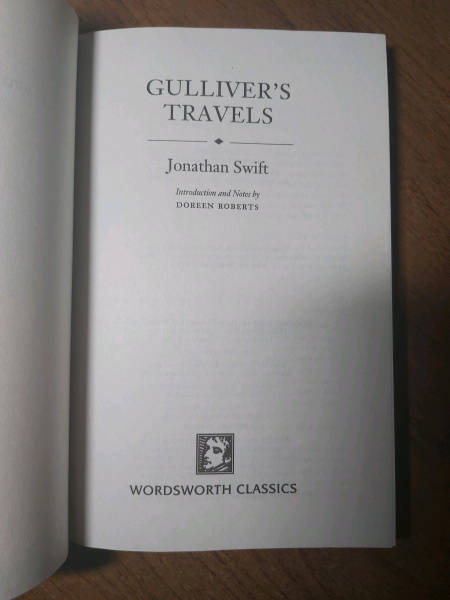 GULLIVER'S
TRAVELS
Jonathan Swift
Introduction and Notes by
DOREEN ROBERTS
WORDSWORTH CLASSICS